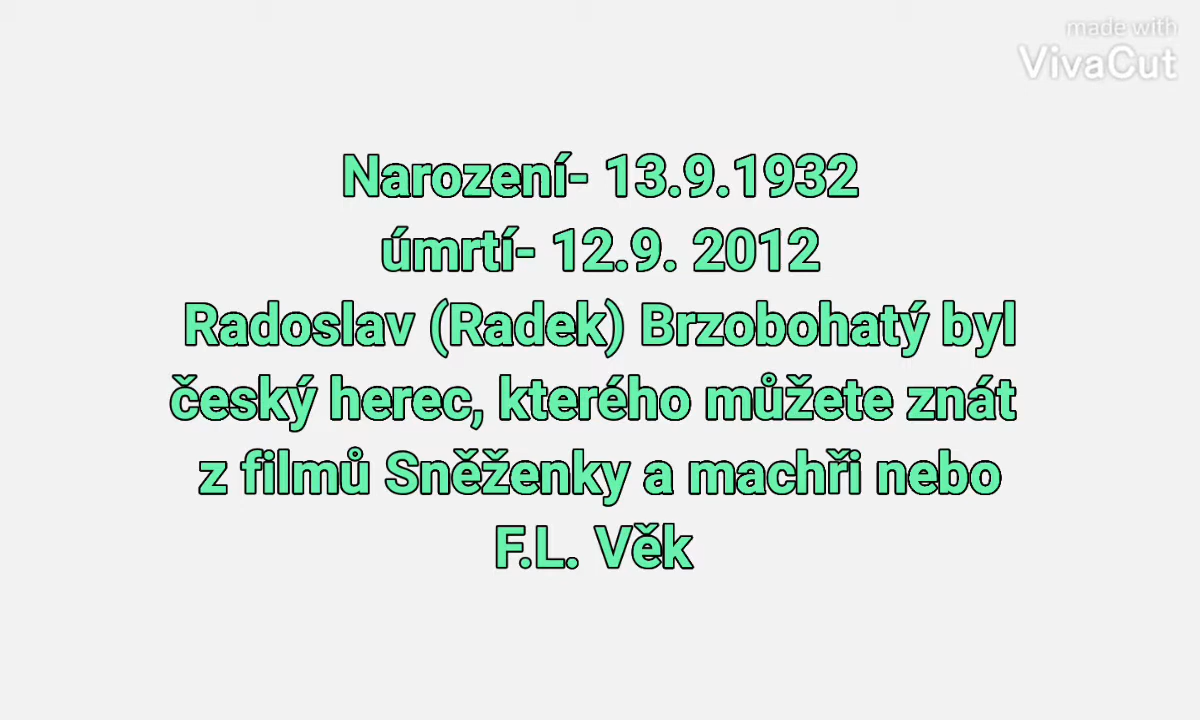 made with
VivaCut
Narození- 13.9.1932
úmrtí- 12.9. 2012
Radoslav (Radek) Brzobohatý byl
český herec, kterého můžete znát
z filmů Sněženky a machři nebo
F.L. Věk